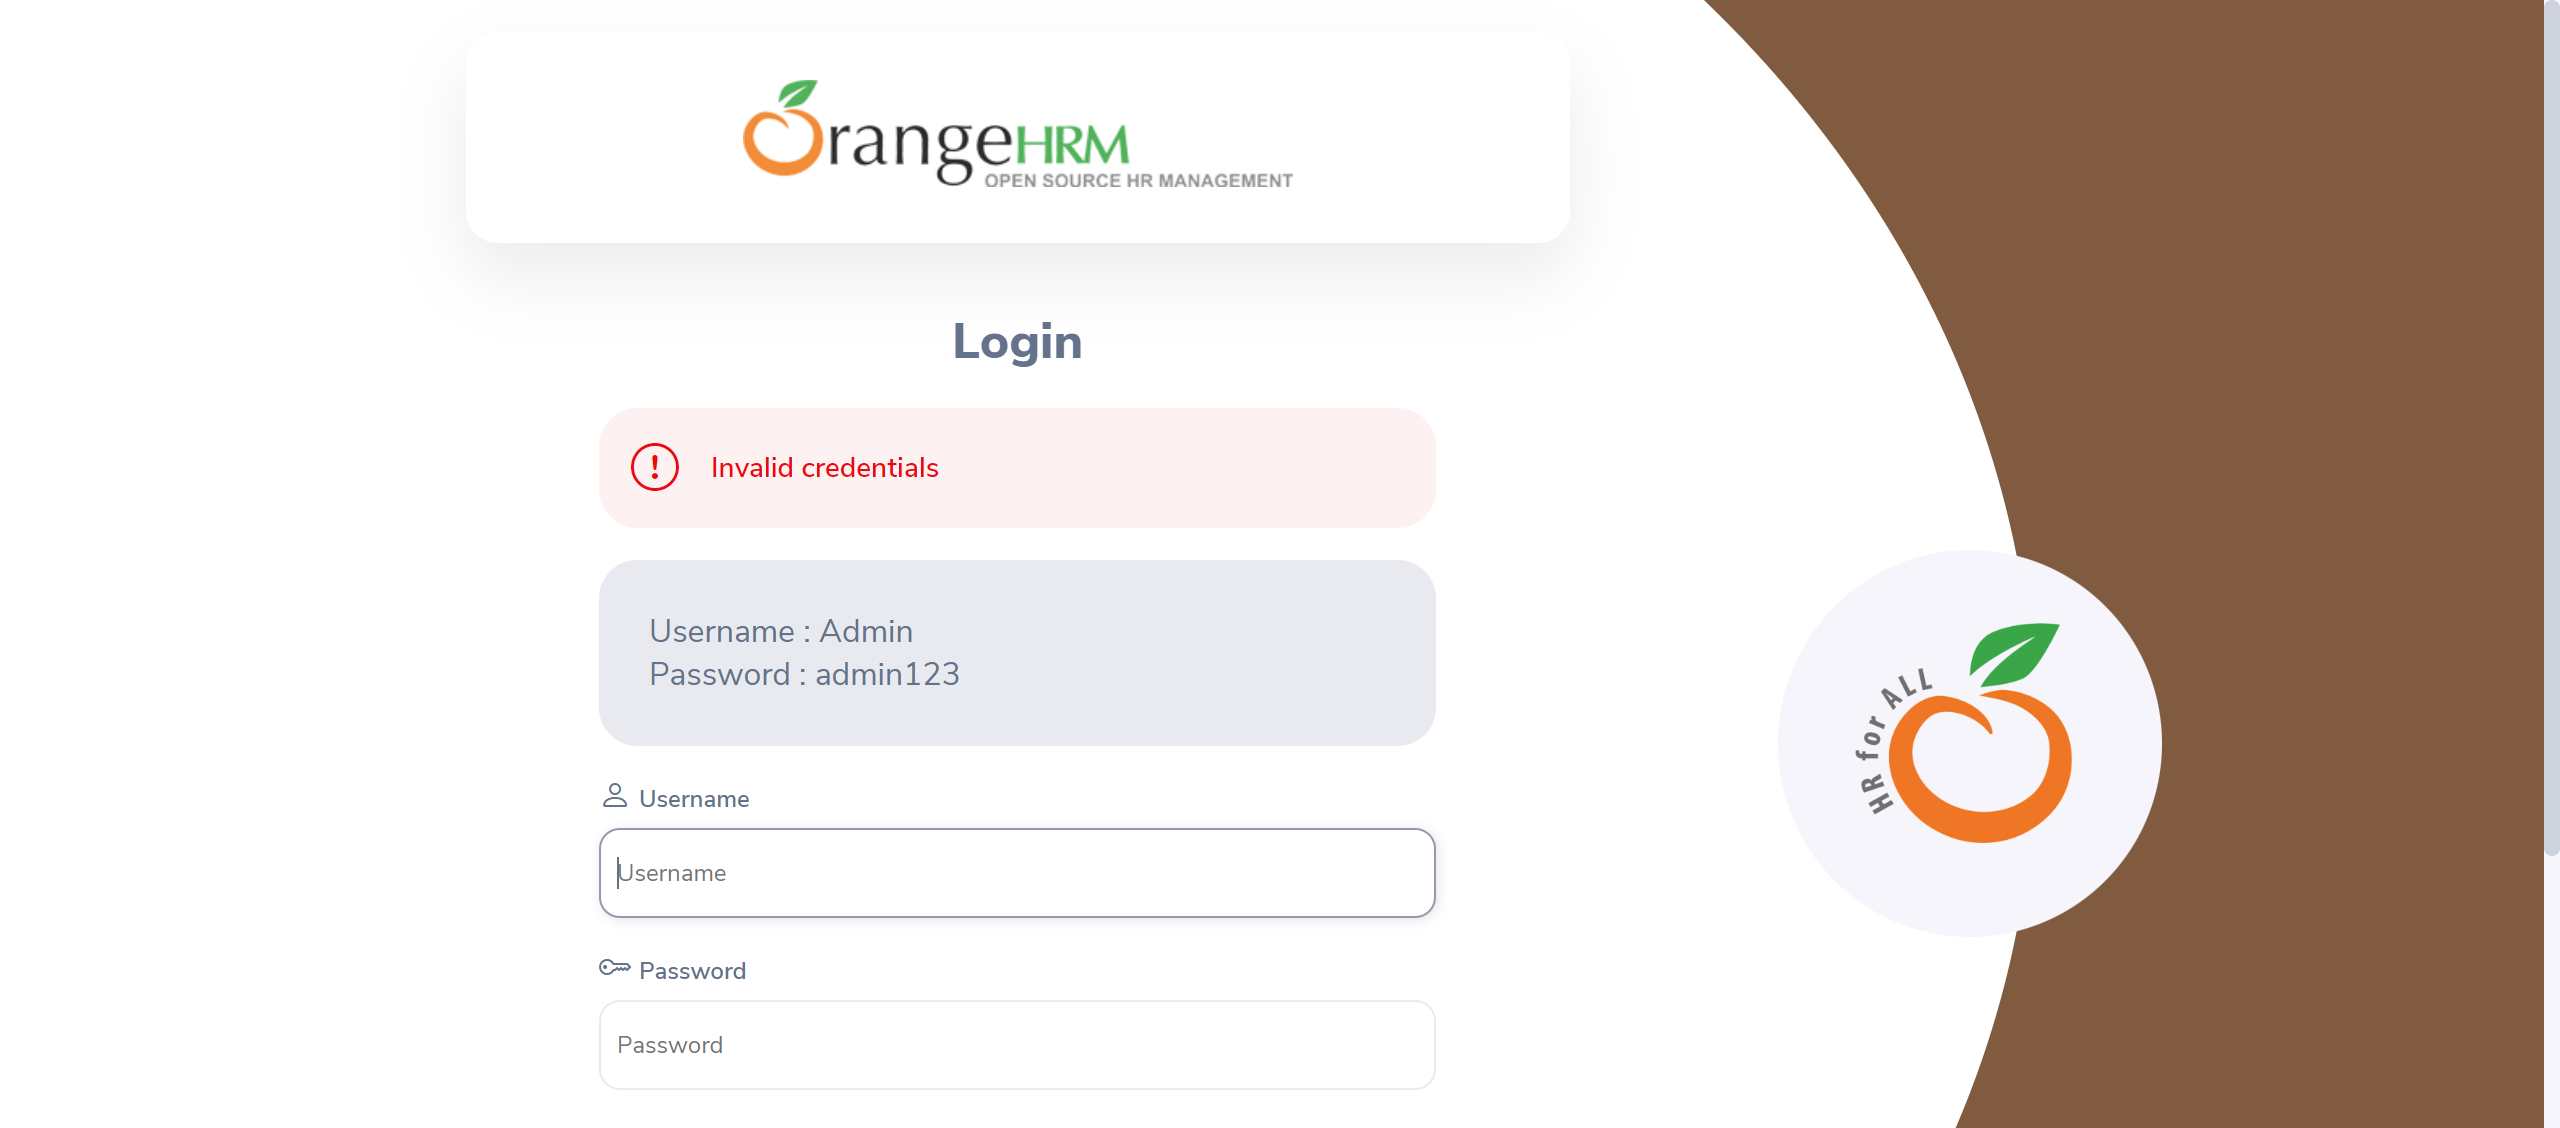 OrangeHRM
OPEN SOURCE HR MANAGEMENT
Login
! Invalid credentials
Username : Admin
Password : admin123
Username
Username
Password
Password
HR for ALL